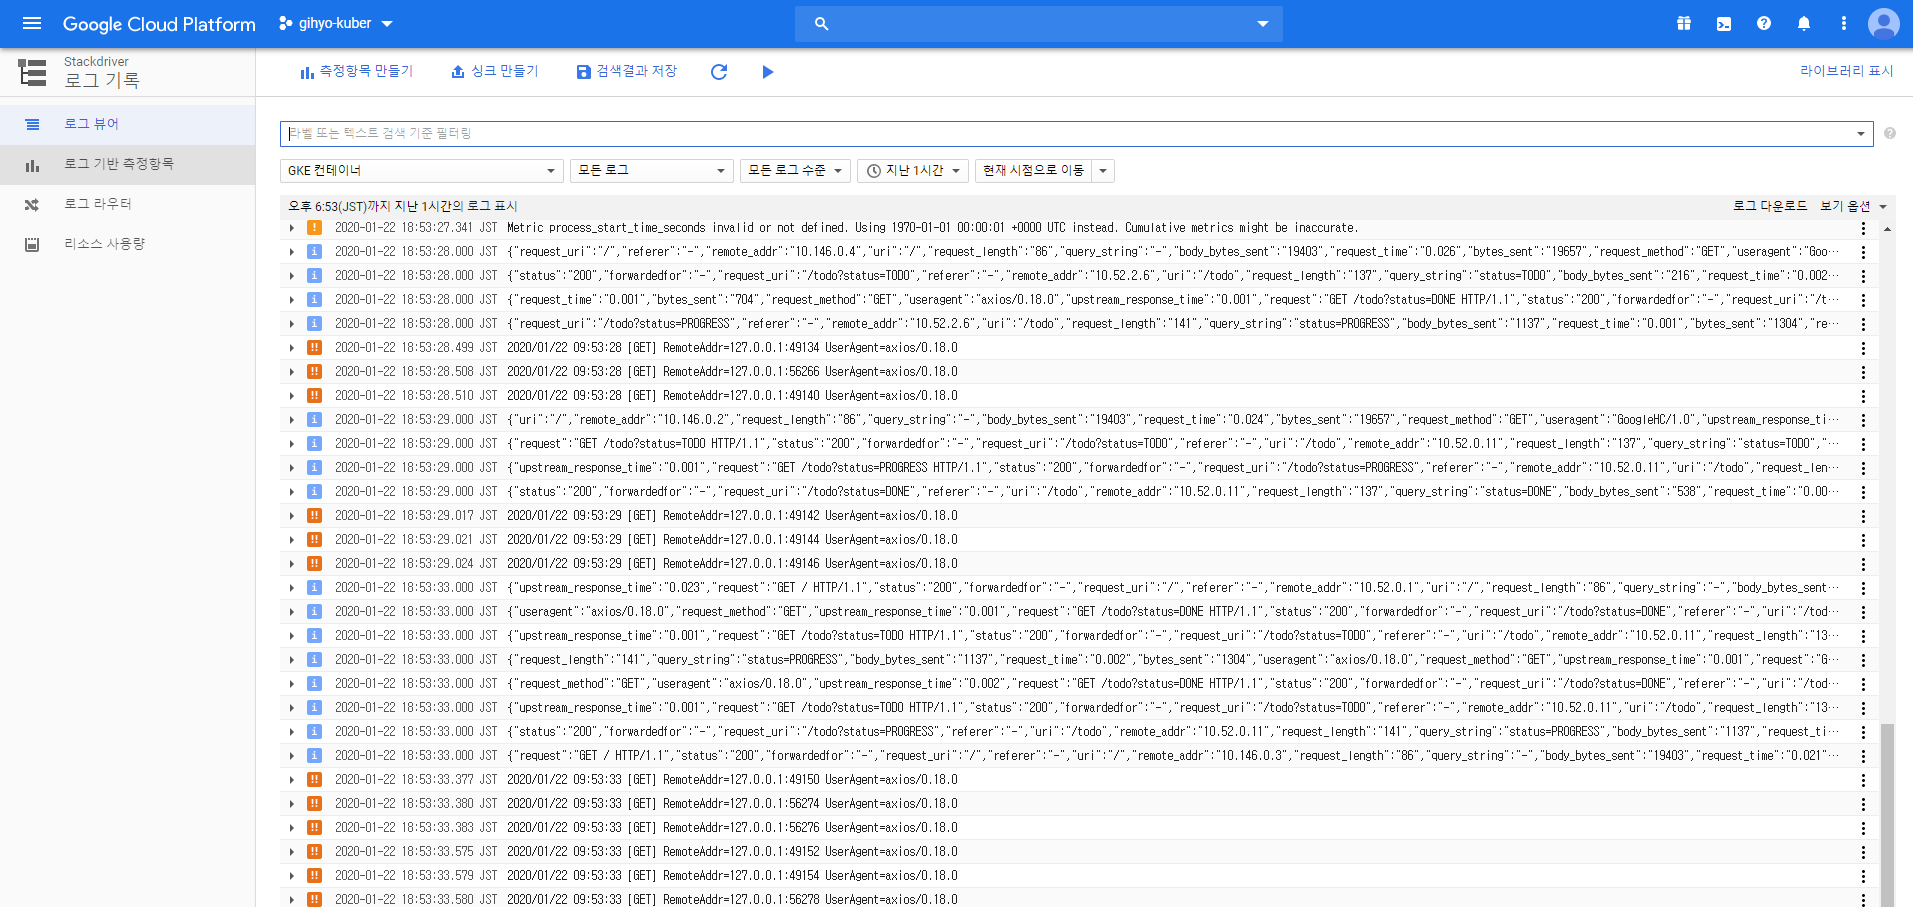 Google Cloud Platform
gihyo-kuber
Stackdriver
로그 기록
측정항목 만들기
싱크 만들기
검색결과 저장
라이브러리 표시
로그 뷰어
로그 기반 측정항목
로그 라우터
리소스 사용량
라벨 또는 텍스트 검색 기준 필터링
GKE 컨테이너
모든 로그
모든 로그 수준
지난 1시간
현재 시점으로 이동
오후 6:53(JST)까지 지난 1시간의 로그 표시
로그 다운로드
보기 옵션
2020-01-22 18:53:27.341 JST Metric process_start_time_seconds invalid or not defined. Using 1970-01-01 00:00:01 +0000 UTC instead. Cumulative metrics might be inaccurate.
2020-01-22 18:53:28.000 JST {"request_uri":"/","referer":"-","remote_addr":"10.146.0.4","uri":"/","request_length":"86","query_string":"-","body_bytes_sent":"19403","request_time":"0.026","bytes_sent":"19657","request_method":"GET","useragent":"Goo…
2020-01-22 18:53:28.000 JST {"status":"200","forwardedfor":"-","request_uri":"/todo?status=TODO","referer":"-","remote_addr":"10.52.2.6","uri":"/todo","request_length":"137","query_string":"status=TODO","body_bytes_sent":"216","request_time":"0.002…
2020-01-22 18:53:28.000 JST {"request_time":"0.001","bytes_sent":"704","request_method":"GET","useragent":"axios/0.18.0","upstream_response_time":"0.001","request":"GET /todo?status=DONE HTTP/1.1","status":"200","forwardedfor":"-","request_uri":"/t…
2020-01-22 18:53:28.000 JST {"request_uri":"/todo?status=PROGRESS","referer":"-","remote_addr":"10.52.2.6","uri":"/todo","request_length":"141","query_string":"status=PROGRESS","body_bytes_sent":"1137","request_time":"0.001","bytes_sent":"1304","re…
2020-01-22 18:53:28.499 JST 2020/01/22 09:53:28 [GET] RemoteAddr=127.0.0.1:49134 UserAgent=axios/0.18.0
2020-01-22 18:53:28.508 JST 2020/01/22 09:53:28 [GET] RemoteAddr=127.0.0.1:56266 UserAgent=axios/0.18.0
2020-01-22 18:53:28.510 JST 2020/01/22 09:53:28 [GET] RemoteAddr=127.0.0.1:49140 UserAgent=axios/0.18.0
2020-01-22 18:53:29.000 JST {"uri":"/","remote_addr":"10.146.0.2","request_length":"86","query_string":"-","body_bytes_sent":"19403","request_time":"0.024","bytes_sent":"19657","request_method":"GET","useragent":"GoogleHC/1.0","upstream_response_ti…
2020-01-22 18:53:29.000 JST {"request":"GET /todo?status=TODO HTTP/1.1","status":"200","forwardedfor":"-","request_uri":"/todo?status=TODO","referer":"-","uri":"/todo","remote_addr":"10.52.0.11","request_length":"137","query_string":"status=TODO","…
2020-01-22 18:53:29.000 JST {"upstream_response_time":"0.001","request":"GET /todo?status=PROGRESS HTTP/1.1","status":"200","forwardedfor":"-","request_uri":"/todo?status=PROGRESS","referer":"-","remote_addr":"10.52.0.11","uri":"/todo","request_len…
2020-01-22 18:53:29.000 JST {"status":"200","forwardedfor":"-","request_uri":"/todo?status=DONE","referer":"-","uri":"/todo","remote_addr":"10.52.0.11","request_length":"137","query_string":"status=DONE","body_bytes_sent":"538","request_time":"0.00…
2020-01-22 18:53:29.017 JST 2020/01/22 09:53:29 [GET] RemoteAddr=127.0.0.1:49142 UserAgent=axios/0.18.0
2020-01-22 18:53:29.021 JST 2020/01/22 09:53:29 [GET] RemoteAddr=127.0.0.1:49144 UserAgent=axios/0.18.0
2020-01-22 18:53:29.024 JST 2020/01/22 09:53:29 [GET] RemoteAddr=127.0.0.1:49146 UserAgent=axios/0.18.0
2020-01-22 18:53:33.000 JST {"upstream_response_time":"0.023","request":"GET / HTTP/1.1","status":"200","forwardedfor":"-","request_uri":"/","referer":"-","remote_addr":"10.52.0.1","uri":"/","request_length":"86","query_string":"-","body_bytes_sent…
2020-01-22 18:53:33.000 JST {"useragent":"axios/0.18.0","request_method":"GET","upstream_response_time":"0.001","request":"GET /todo?status=DONE HTTP/1.1","status":"200","forwardedfor":"-","request_uri":"/todo?status=DONE","referer":"-","uri":"/tod…
2020-01-22 18:53:33.000 JST {"upstream_response_time":"0.001","request":"GET /todo?status=TODO HTTP/1.1","status":"200","forwardedfor":"-","request_uri":"/todo?status=TODO","referer":"-","uri":"/todo","remote_addr":"10.52.0.11","request_length":"13…
2020-01-22 18:53:33.000 JST {"request_length":"141","query_string":"status=PROGRESS","body_bytes_sent":"1137","request_time":"0.002","bytes_sent":"1304","useragent":"axios/0.18.0","request_method":"GET","upstream_response_time":"0.001","request":"G…
2020-01-22 18:53:33.000 JST {"request_method":"GET","useragent":"axios/0.18.0","upstream_response_time":"0.002","request":"GET /todo?status=DONE HTTP/1.1","status":"200","forwardedfor":"-","request_uri":"/todo?status=DONE","referer":"-","uri":"/tod…
2020-01-22 18:53:33.000 JST {"upstream_response_time":"0.001","request":"GET /todo?status=TODO HTTP/1.1","status":"200","forwardedfor":"-","request_uri":"/todo?status=TODO","referer":"-","remote_addr":"10.52.0.11","uri":"/todo","request_length":"13…
2020-01-22 18:53:33.000 JST {"status":"200","forwardedfor":"-","request_uri":"/todo?status=PROGRESS","referer":"-","uri":"/todo","remote_addr":"10.52.0.11","request_length":"141","query_string":"status=PROGRESS","body_bytes_sent":"1137","request_ti…
2020-01-22 18:53:33.000 JST {"request":"GET / HTTP/1.1","status":"200","forwardedfor":"-","request_uri":"/","referer":"-","uri":"/","remote_addr":"10.146.0.3","request_length":"86","query_string":"-","body_bytes_sent":"19403","request_time":"0.021"…
2020-01-22 18:53:33.377 JST 2020/01/22 09:53:33 [GET] RemoteAddr=127.0.0.1:49150 UserAgent=axios/0.18.0
2020-01-22 18:53:33.380 JST 2020/01/22 09:53:33 [GET] RemoteAddr=127.0.0.1:56274 UserAgent=axios/0.18.0
2020-01-22 18:53:33.383 JST 2020/01/22 09:53:33 [GET] RemoteAddr=127.0.0.1:56276 UserAgent=axios/0.18.0
2020-01-22 18:53:33.575 JST 2020/01/22 09:53:33 [GET] RemoteAddr=127.0.0.1:49152 UserAgent=axios/0.18.0
2020-01-22 18:53:33.579 JST 2020/01/22 09:53:33 [GET] RemoteAddr=127.0.0.1:49154 UserAgent=axios/0.18.0
2020-01-22 18:53:33.580 JST 2020/01/22 09:53:33 [GET] RemoteAddr=127.0.0.1:56278 UserAgent=axios/0.18.0